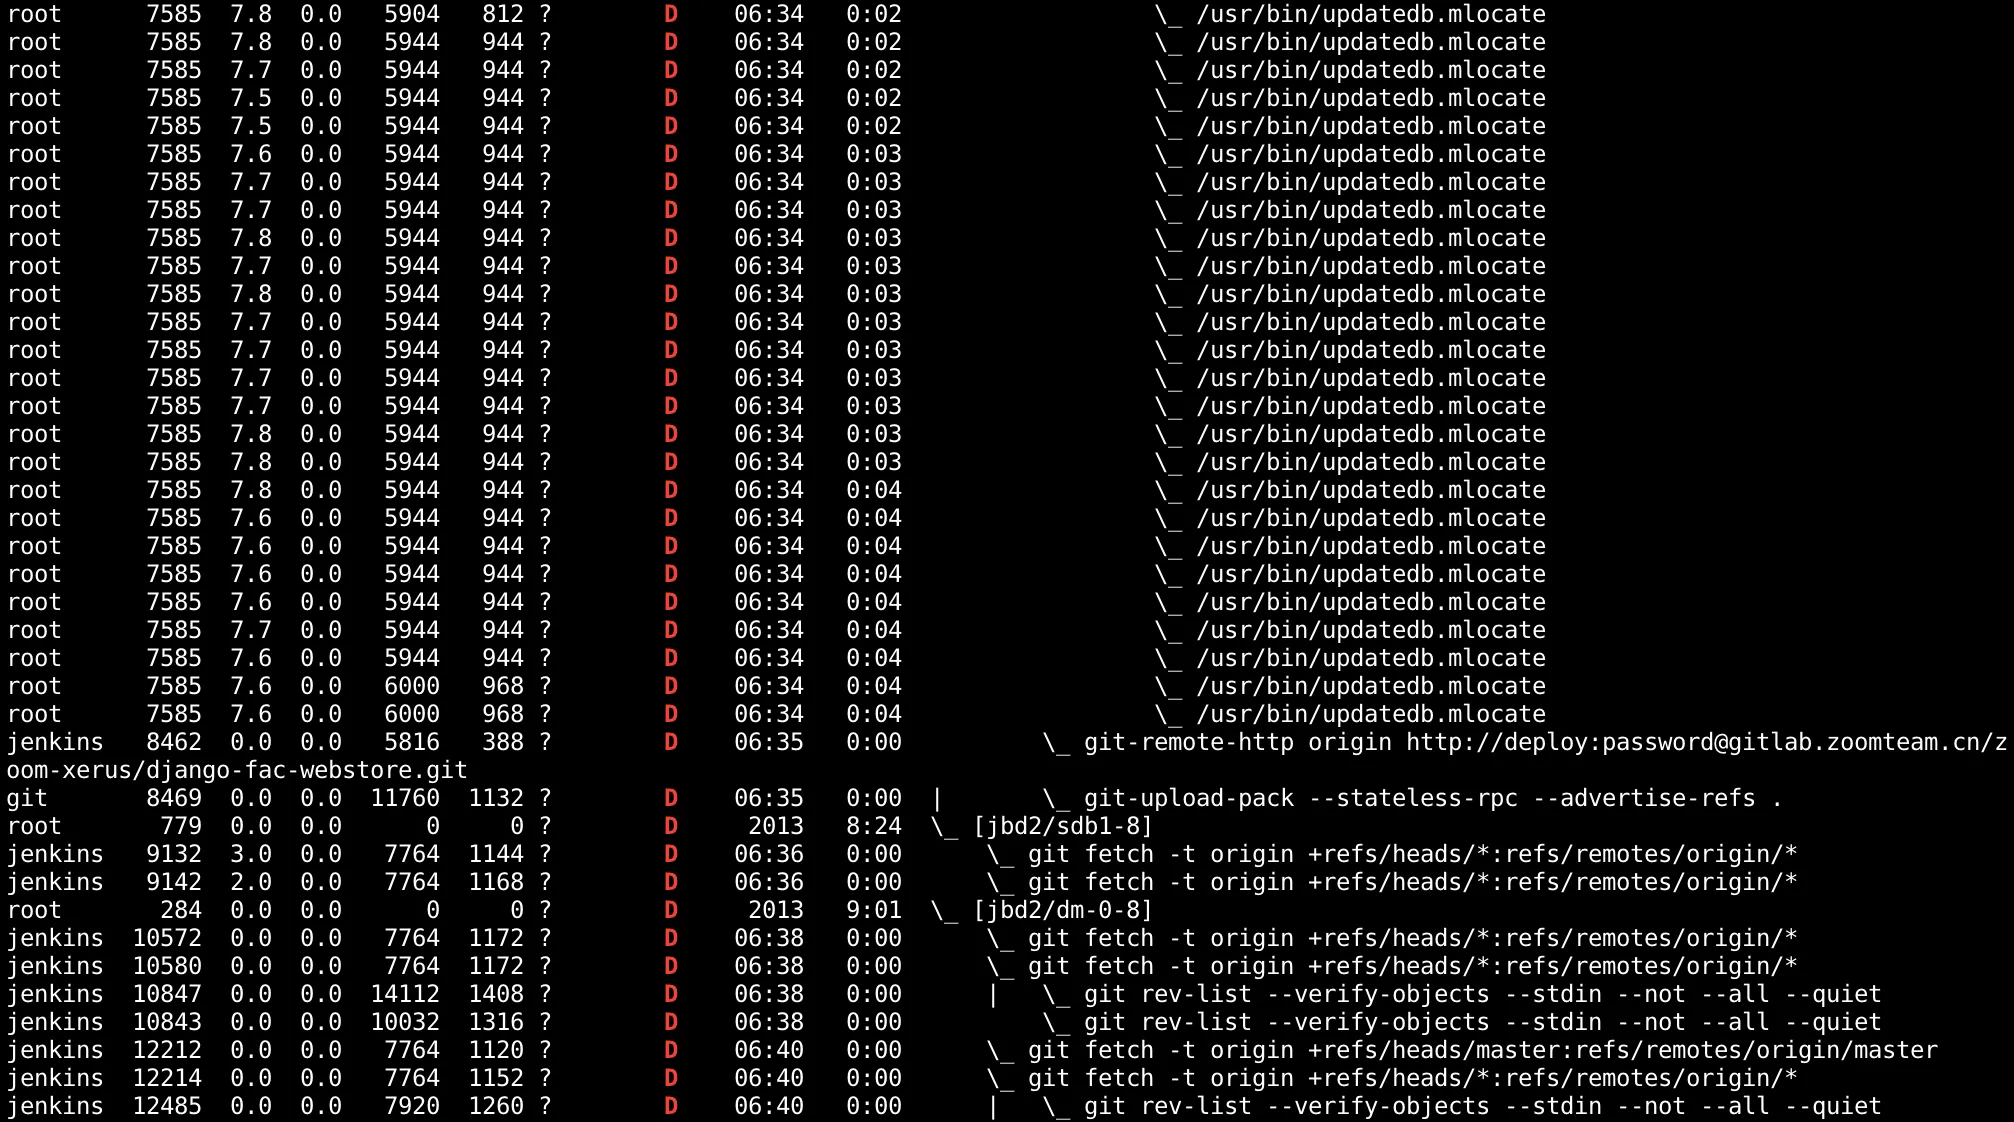 root      7585  7.8  0.0   5904   812 ?        D    06:34   0:02                  \_ /usr/bin/updatedb.mlocate
root      7585  7.8  0.0   5944   944 ?        D    06:34   0:02                  \_ /usr/bin/updatedb.mlocate
root      7585  7.7  0.0   5944   944 ?        D    06:34   0:02                  \_ /usr/bin/updatedb.mlocate
root      7585  7.5  0.0   5944   944 ?        D    06:34   0:02                  \_ /usr/bin/updatedb.mlocate
root      7585  7.5  0.0   5944   944 ?        D    06:34   0:02                  \_ /usr/bin/updatedb.mlocate
root      7585  7.6  0.0   5944   944 ?        D    06:34   0:03                  \_ /usr/bin/updatedb.mlocate
root      7585  7.7  0.0   5944   944 ?        D    06:34   0:03                  \_ /usr/bin/updatedb.mlocate
root      7585  7.7  0.0   5944   944 ?        D    06:34   0:03                  \_ /usr/bin/updatedb.mlocate
root      7585  7.8  0.0   5944   944 ?        D    06:34   0:03                  \_ /usr/bin/updatedb.mlocate
root      7585  7.7  0.0   5944   944 ?        D    06:34   0:03                  \_ /usr/bin/updatedb.mlocate
root      7585  7.8  0.0   5944   944 ?        D    06:34   0:03                  \_ /usr/bin/updatedb.mlocate
root      7585  7.7  0.0   5944   944 ?        D    06:34   0:03                  \_ /usr/bin/updatedb.mlocate
root      7585  7.7  0.0   5944   944 ?        D    06:34   0:03                  \_ /usr/bin/updatedb.mlocate
root      7585  7.7  0.0   5944   944 ?        D    06:34   0:03                  \_ /usr/bin/updatedb.mlocate
root      7585  7.7  0.0   5944   944 ?        D    06:34   0:03                  \_ /usr/bin/updatedb.mlocate
root      7585  7.8  0.0   5944   944 ?        D    06:34   0:03                  \_ /usr/bin/updatedb.mlocate
root      7585  7.8  0.0   5944   944 ?        D    06:34   0:03                  \_ /usr/bin/updatedb.mlocate
root      7585  7.8  0.0   5944   944 ?        D    06:34   0:04                  \_ /usr/bin/updatedb.mlocate
root      7585  7.6  0.0   5944   944 ?        D    06:34   0:04                  \_ /usr/bin/updatedb.mlocate
root      7585  7.6  0.0   5944   944 ?        D    06:34   0:04                  \_ /usr/bin/updatedb.mlocate
root      7585  7.6  0.0   5944   944 ?        D    06:34   0:04                  \_ /usr/bin/updatedb.mlocate
root      7585  7.6  0.0   5944   944 ?        D    06:34   0:04                  \_ /usr/bin/updatedb.mlocate
root      7585  7.7  0.0   5944   944 ?        D    06:34   0:04                  \_ /usr/bin/updatedb.mlocate
root      7585  7.6  0.0   5944   944 ?        D    06:34   0:04                  \_ /usr/bin/updatedb.mlocate
root      7585  7.6  0.0   6000   968 ?        D    06:34   0:04                  \_ /usr/bin/updatedb.mlocate
root      7585  7.6  0.0   6000   968 ?        D    06:34   0:04                  \_ /usr/bin/updatedb.mlocate
jenkins   8462  0.0  0.0   5816   388 ?        D    06:35   0:00          \_ git-remote-http origin http://deploy:password@gitlab.zoomteam.cn/z
oom-xerus/django-fac-webstore.git
git       8469  0.0  0.0  11760  1132 ?        D    06:35   0:00  |       \_ git-upload-pack --stateless-rpc --advertise-refs .
root       779  0.0  0.0      0     0 ?        D     2013   8:24  \_ [jbd2/sdb1-8]
jenkins   9132  3.0  0.0   7764  1144 ?        D    06:36   0:00      \_ git fetch -t origin +refs/heads/*:refs/remotes/origin/*
jenkins   9142  2.0  0.0   7764  1168 ?        D    06:36   0:00      \_ git fetch -t origin +refs/heads/*:refs/remotes/origin/*
root       284  0.0  0.0      0     0 ?        D     2013   9:01  \_ [jbd2/dm-0-8]
jenkins  10572  0.0  0.0   7764  1172 ?        D    06:38   0:00      \_ git fetch -t origin +refs/heads/*:refs/remotes/origin/*
jenkins  10580  0.0  0.0   7764  1172 ?        D    06:38   0:00      \_ git fetch -t origin +refs/heads/*:refs/remotes/origin/*
jenkins  10847  0.0  0.0  14112  1408 ?        D    06:38   0:00      |   \_ git rev-list --verify-objects --stdin --not --all --quiet
jenkins  10843  0.0  0.0  10032  1316 ?        D    06:38   0:00          \_ git rev-list --verify-objects --stdin --not --all --quiet
jenkins  12212  0.0  0.0   7764  1120 ?        D    06:40   0:00      \_ git fetch -t origin +refs/heads/master:refs/remotes/origin/master
jenkins  12214  0.0  0.0   7764  1152 ?        D    06:40   0:00      \_ git fetch -t origin +refs/heads/*:refs/remotes/origin/*
jenkins  12485  0.0  0.0   7920  1260 ?        D    06:40   0:00      |   \_ git rev-list --verify-objects --stdin --not --all --quiet